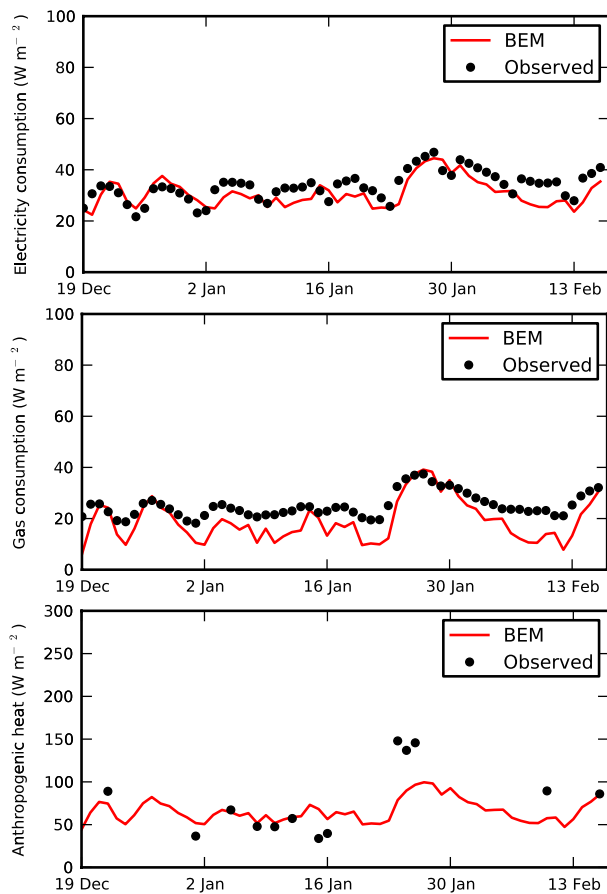 Electricity consumption (W m⁻²)
100
80
60
40
20
0
BEM
Observed
19 Dec 2 Jan 16 Jan 30 Jan 13 Feb
Gas consumption (W m⁻²)
100
80
60
40
20
0
BEM
Observed
19 Dec 2 Jan 16 Jan 30 Jan 13 Feb
Anthropogenic heat (W m⁻²)
300
250
200
150
100
50
0
BEM
Observed
19 Dec 2 Jan 16 Jan 30 Jan 13 Feb